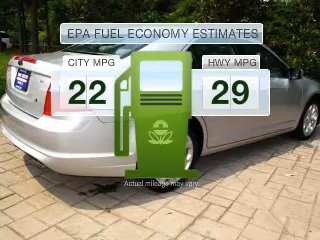 EPA FUEL ECONOMY ESTIMATES
CITY MPG
HWY MPG
22
29
Actual mileage may vary.